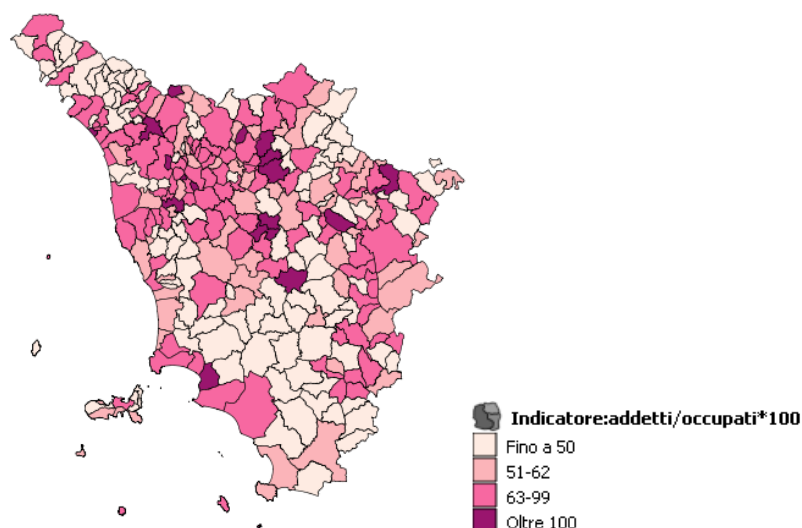 Indicatore:addetti/occupati*100
Fino a 50
51-62
63-99
Oltre 100